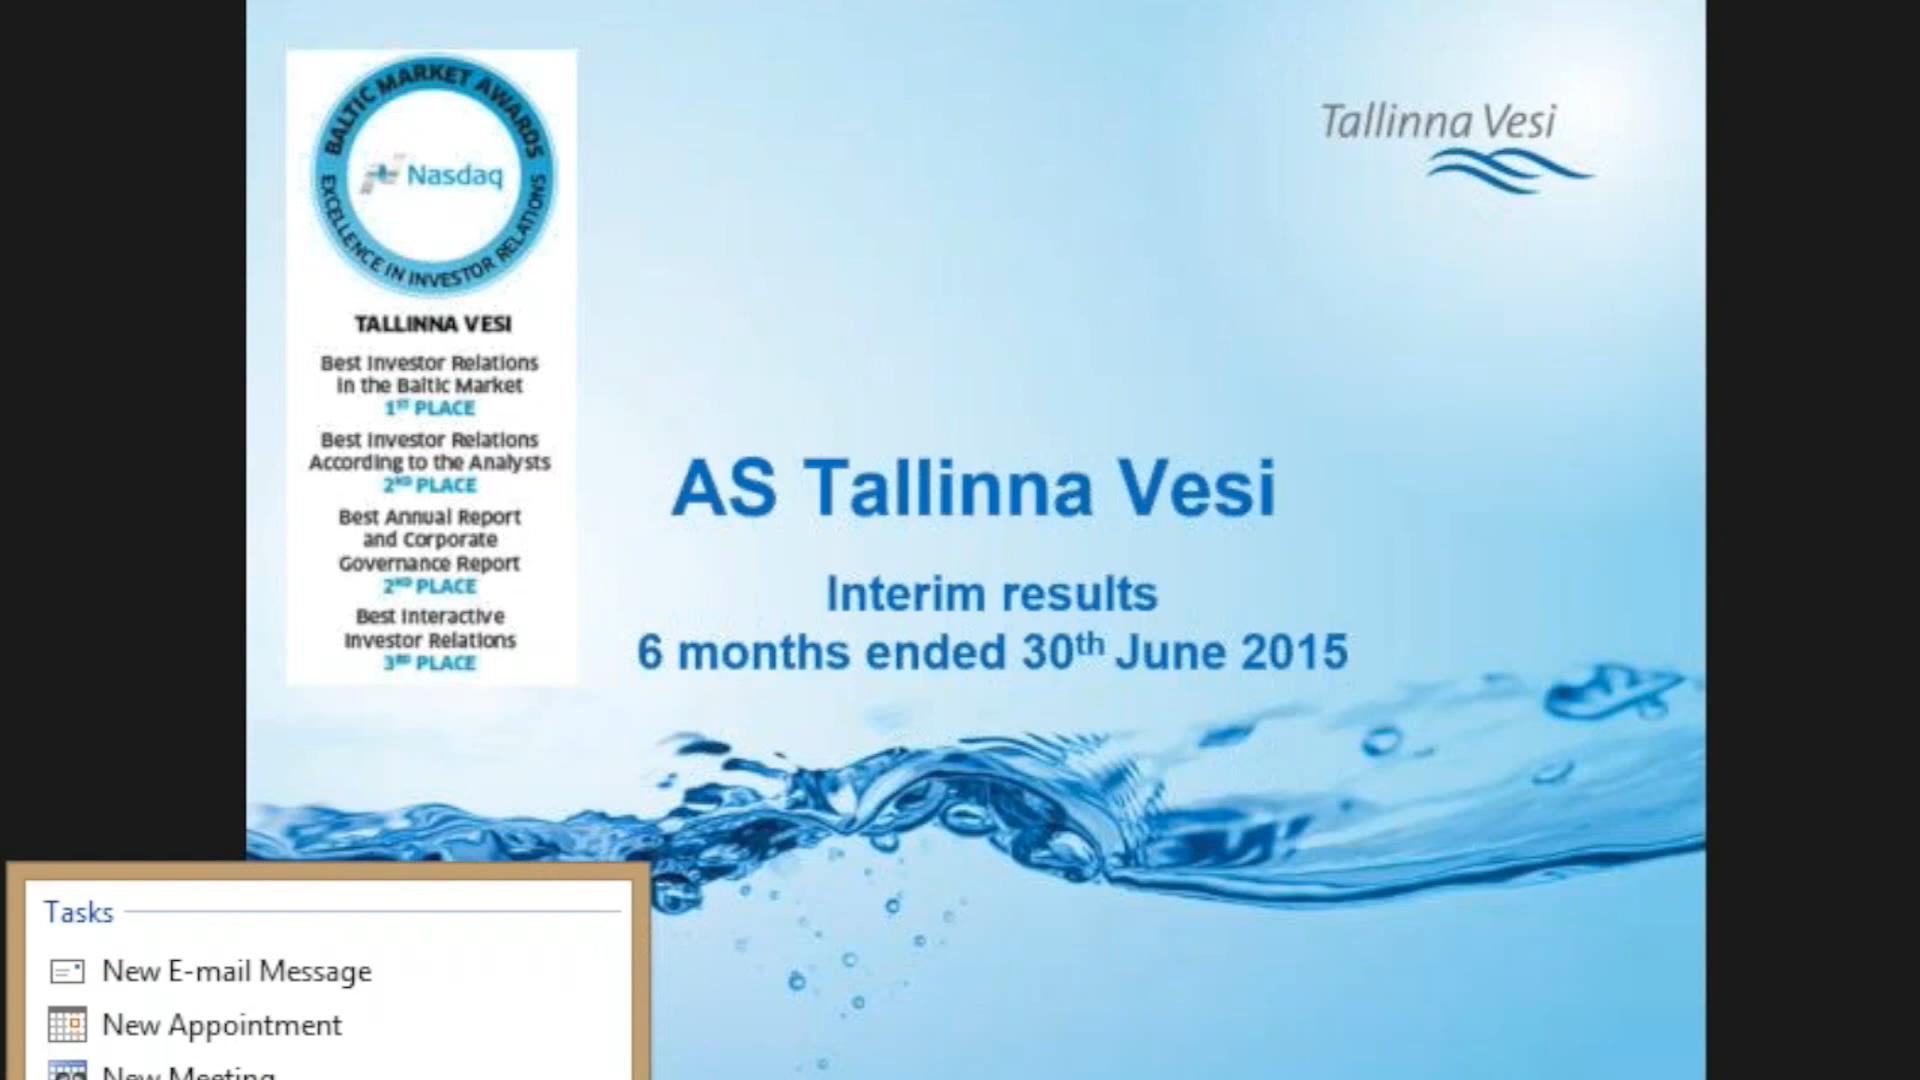 BALTIC MARKET AWARDS
Nasdaq
EXCELLENCE IN INVESTOR RELATIONS
TALLINNA VESI
Best Investor Relations
in the Baltic Market
1ST PLACE
Best Investor Relations
According to the Analysts
2ND PLACE
Best Annual Report
and Corporate
Governance Report
2ND PLACE
Best Interactive
Investor Relations
3RD PLACE
Tallinna Vesi
AS Tallinna Vesi
Interim results
6 months ended 30th June 2015
Tasks
New E-mail Message
New Appointment
New Meeting